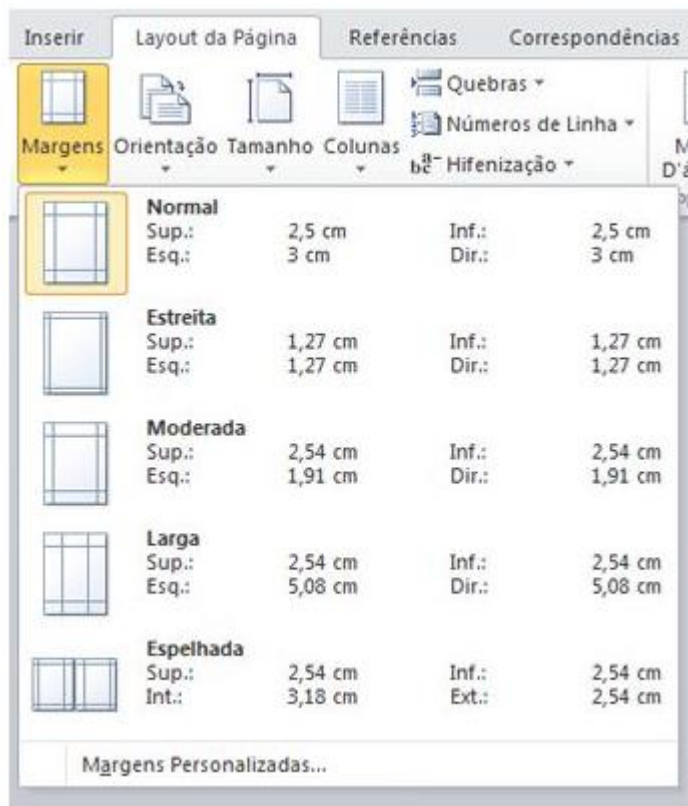 Inserir Layout da Página Referências Correspondências
Quebras
Números de Linha
Margens Orientação Tamanho Colunas
Hifenização
Normal
Sup.: 2,5 cm Inf.: 2,5 cm
Esq.: 3 cm Dir.: 3 cm
Estreita
Sup.: 1,27 cm Inf.: 1,27 cm
Esq.: 1,27 cm Dir.: 1,27 cm
Moderada
Sup.: 2,54 cm Inf.: 2,54 cm
Esq.: 1,91 cm Dir.: 1,91 cm
Larga
Sup.: 2,54 cm Inf.: 2,54 cm
Esq.: 5,08 cm Dir.: 5,08 cm
Espelhada
Sup.: 2,54 cm Inf.: 2,54 cm
Int.: 3,18 cm Ext.: 2,54 cm
Margens Personalizadas...